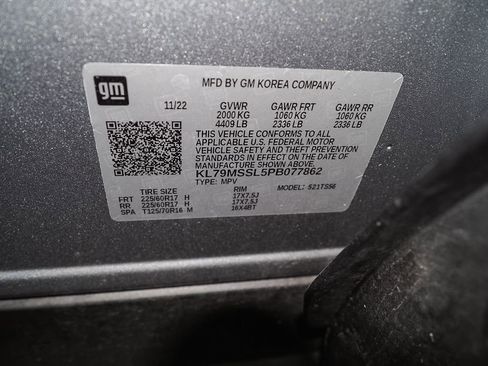 gm
MFD BY GM KOREA COMPANY
11/22 GVWR GAWR FRT GAWR RR
2000 KG 1060 KG 1060 KG
4409 LB 2336 LB 2336 LB
THIS VEHICLE CONFORMS TO ALL
APPLICABLE U.S. FEDERAL MOTOR
VEHICLE SAFETY AND THEFT
PREVENTION STANDARDS IN EFFECT ON THE DATE OF
MANUFACTURE SHOWN ABOVE.
KL79MSSL5PB077862
TYPE: MPV MODEL: 521TS56
TIRE SIZE RIM
FRT 225/60R17 H 17X7.5J
RR 225/60R17 H 17X7.5J
SPA T125/70R16 M 16X4BT